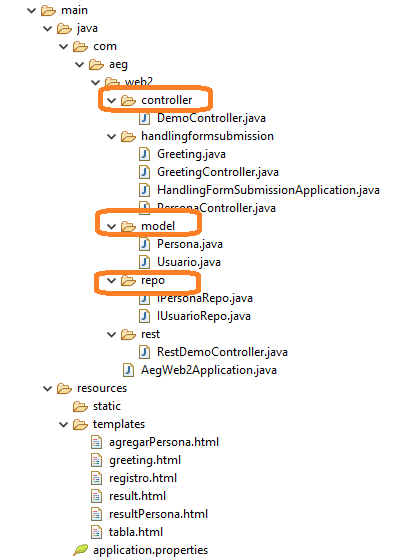 main
java
com
aeg
web2
controller
DemoController.java
handlingformsubmission
Greeting.java
GreetingController.java
HandlingFormSubmissionApplication.java
PersonaController.java
model
Persona.java
Usuario.java
repo
IPersonaRepo.java
IUsuarioRepo.java
rest
RestDemoController.java
AegWeb2Application.java
resources
static
templates
agregarPersona.html
greeting.html
registro.html
result.html
resultPersona.html
tabla.html
application.properties